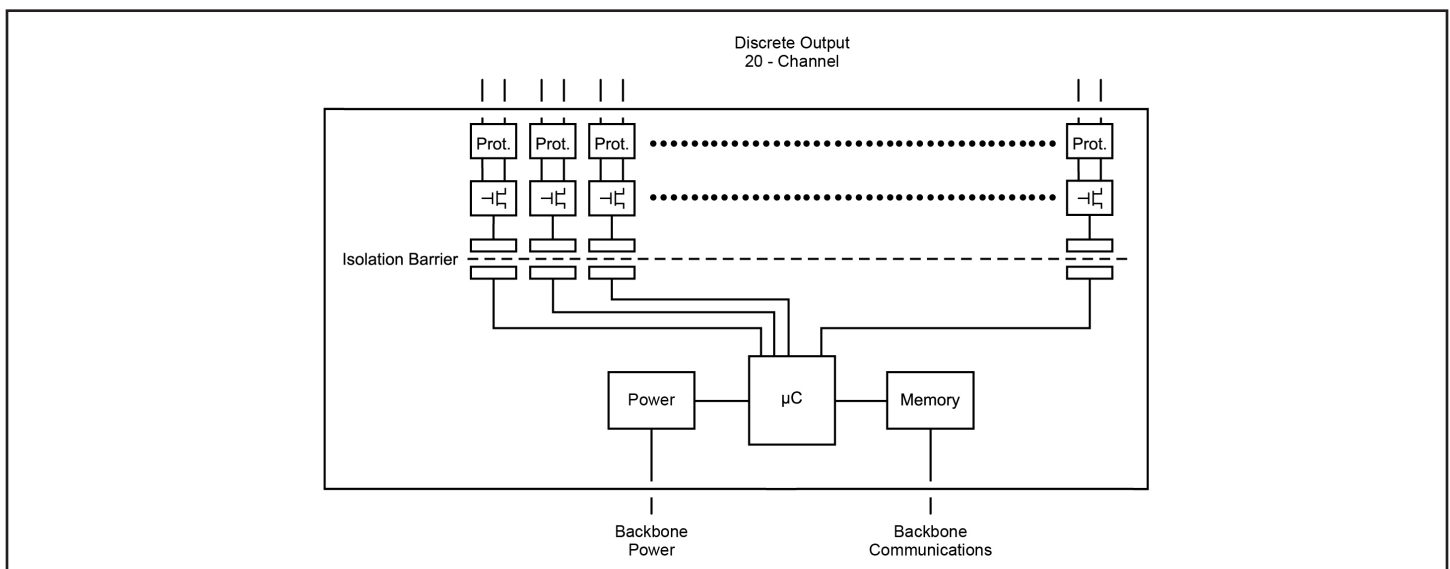 Discrete Output
20 - Channel
Prot. Prot. Prot. Prot.
Isolation Barrier
Power µC Memory
Backbone
Power
Backbone
Communications